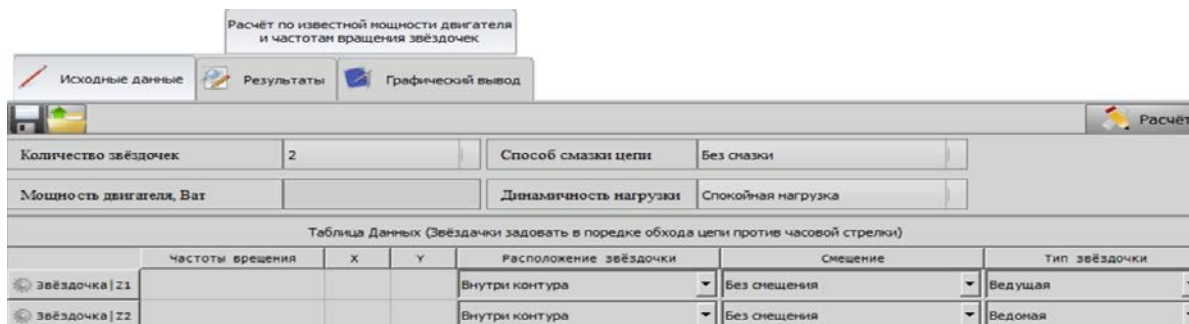 Расчёт по известной мощности двигателя
и частотам вращения звёздочек
Исходные данные Результаты Графический вывод
Расчёт
Количество звёздочек 2 Способ смазки цепи Без смазки
Мощность двигателя, Ват Динамичность нагрузки Спокойная нагрузка
Таблица Данных (Звёздачки задовать в поредке обхода цепи против часовой стрелки)
Частоты врещения X Y Расположение звёздочки Смещение Тип звёздочки
Звёздочка|Z1 Внутри контура Без смещения Ведущая
Звёздочка|Z2 Внутри контура Без смещения Ведомая